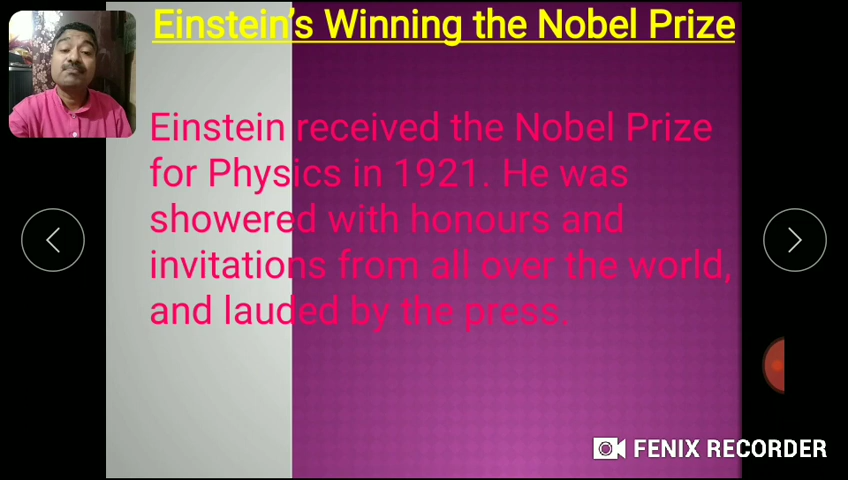 Einstein's Winning the Nobel Prize
Einstein received the Nobel Prize
for Physics in 1921. He was
showered with honours and
invitations from all over the world,
and lauded by the press.
FENIX RECORDER